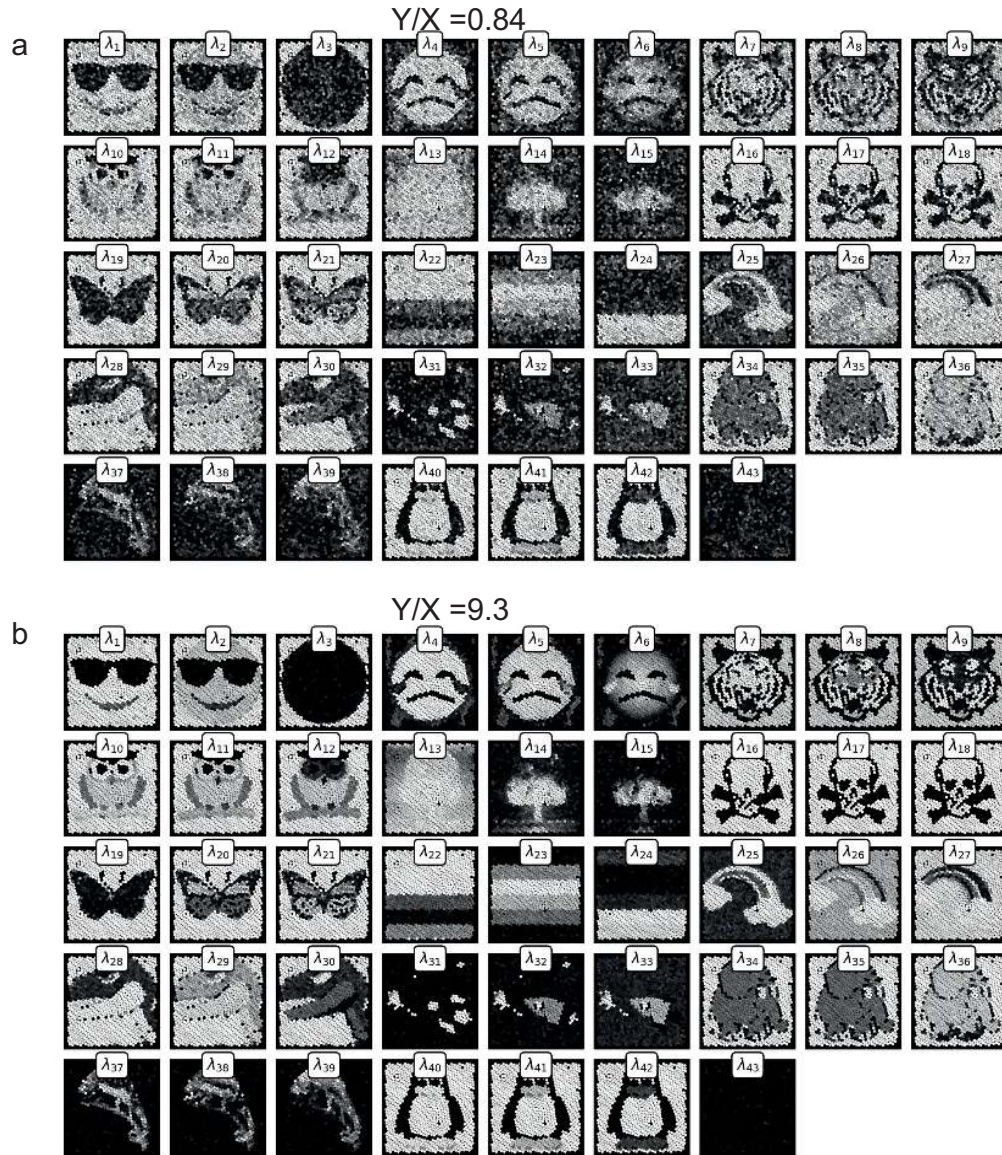 Y/X =0.84
a
λ1 λ2 λ3 λ4 λ5 λ6 λ7 λ8 λ9
λ10 λ11 λ12 λ13 λ14 λ15 λ16 λ17 λ18
λ19 λ20 λ21 λ22 λ23 λ24 λ25 λ26 λ27
λ28 λ29 λ30 λ31 λ32 λ33 λ34 λ35 λ36
λ37 λ38 λ39 λ40 λ41 λ42 λ43
Y/X =9.3
b
λ1 λ2 λ3 λ4 λ5 λ6 λ7 λ8 λ9
λ10 λ11 λ12 λ13 λ14 λ15 λ16 λ17 λ18
λ19 λ20 λ21 λ22 λ23 λ24 λ25 λ26 λ27
λ28 λ29 λ30 λ31 λ32 λ33 λ34 λ35 λ36
λ37 λ38 λ39 λ40 λ41 λ42 λ43